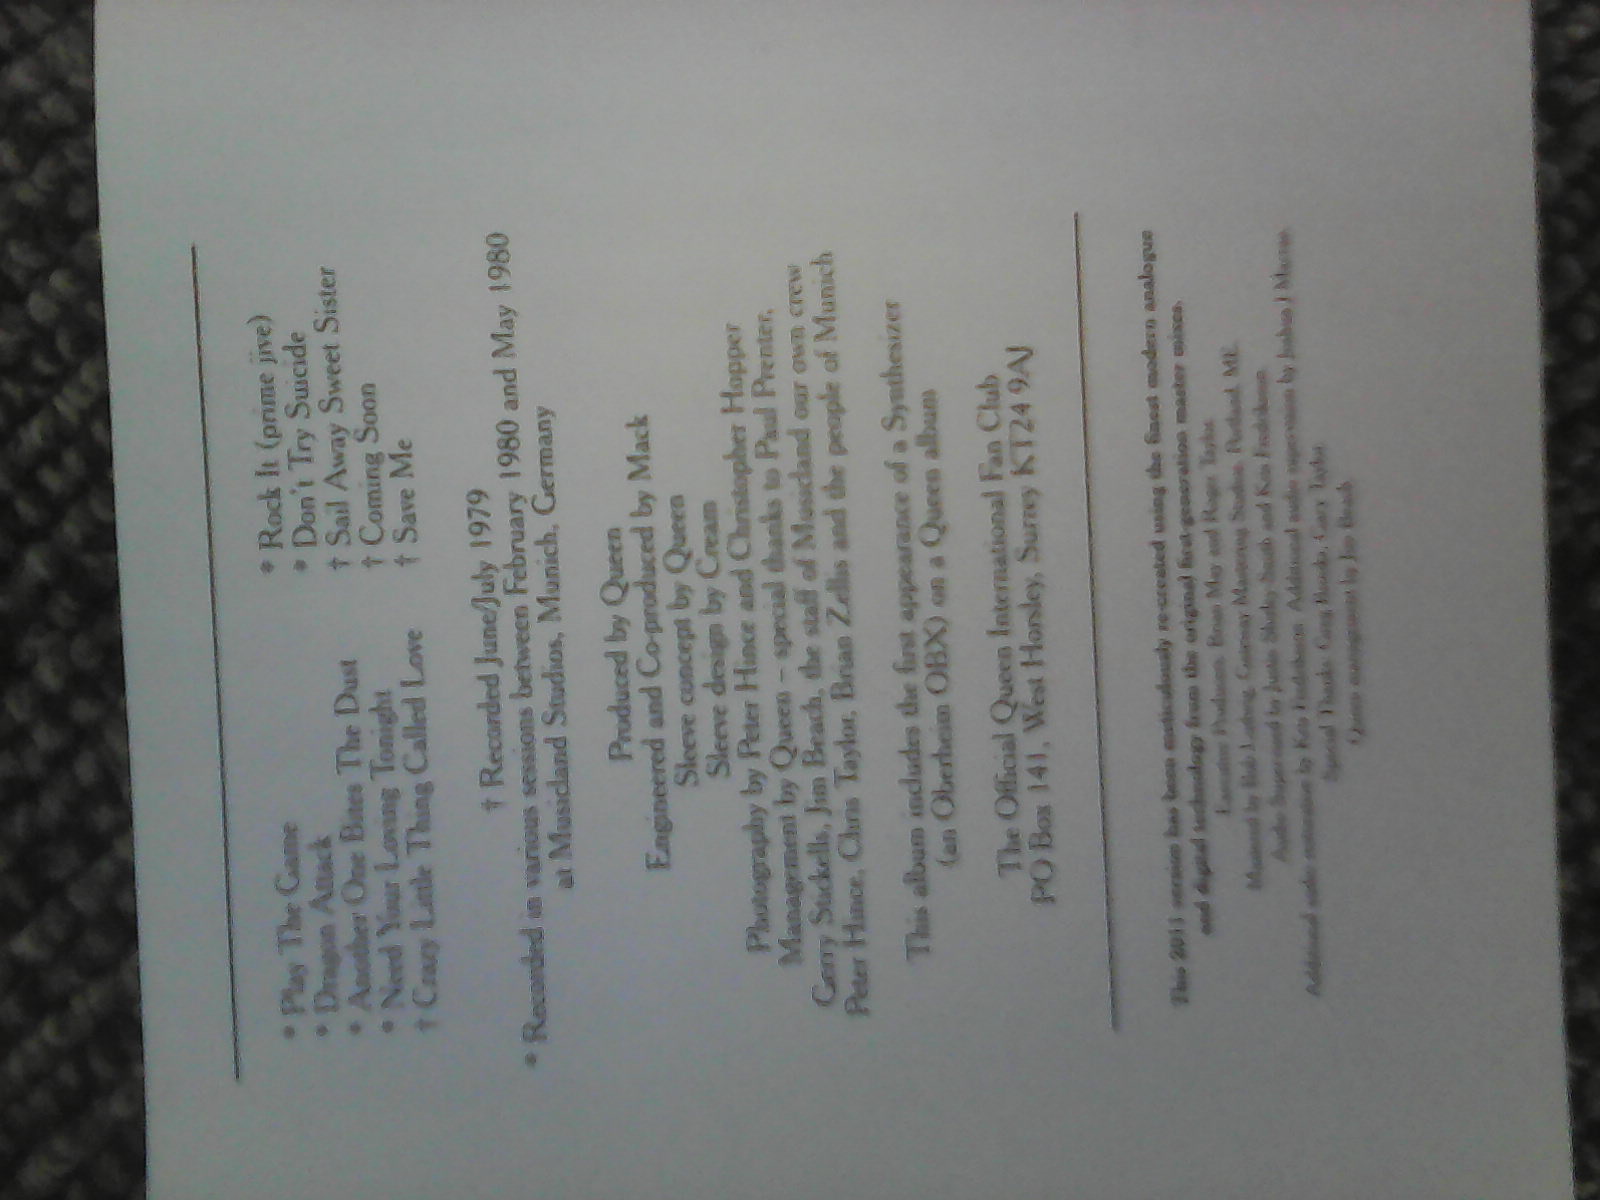 * Play The Game
* Dragon Attack
* Another One Bites The Dust
* Need Your Loving Tonight
† Crazy Little Thing Called Love
* Rock It (prime jive)
* Don't Try Suicide
† Sail Away Sweet Sister
† Coming Soon
† Save Me
† Recorded June/July 1979
* Recorded in various sessions between February 1980 and May 1980
at Musicland Studios, Munich, Germany
Produced by Queen
Engineered and Co-produced by Mack
Sleeve concept by Queen
Sleeve design by Cream
Photography by Peter Hince and Christopher Hopper
Management by Queen – special thanks to Paul Prenter,
Gerry Stickells, Jim Beach, the staff of Musicland our own crew
Peter Hince, Chris Taylor, Brian Zellis and the people of Munich
This album includes the first appearance of a Synthesizer
(an Oberheim OBX) on a Queen album
The Official Queen International Fan Club
PO Box 141, West Horsley, Surrey KT24 9AJ
This 2011 version has been meticulously re-created using the finest modern analogue
and digital technology from the original first-generation master mixes.
Executive Producers: Brian May and Roger Taylor
Mastered by Bob Ludwig, Gateway Mastering Studios, Portland, ME.
Audio Supervised by Justin Shirley-Smith and Kris Fredriksson
Additional audio restoration by Kris Fredriksson. Additional audio supervision by Joshua J Macrae
Special Thanks: Greg Brooks, Gary Taylor
Queen management by Jim Beach